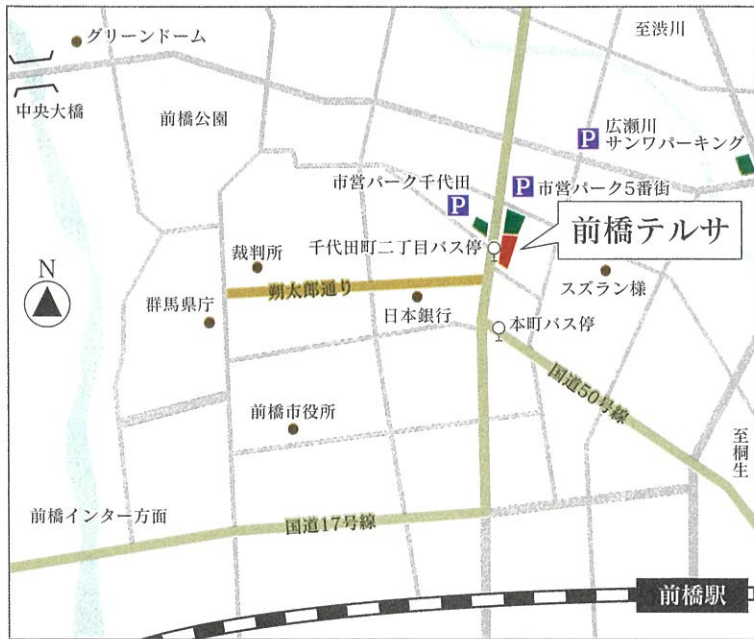 グリーンドーム
至渋川
中央大橋
前橋公園
P
広瀬川
サンワパーキング
市営パーク千代田
P
P
市営パーク5番街
前橋テルサ
千代田町二丁目バス停
裁判所
N
朔太郎通り
スズラン様
群馬県庁
日本銀行
本町バス停
国道50号線
前橋市役所
至桐生
前橋インター方面
国道17号線
前橋駅